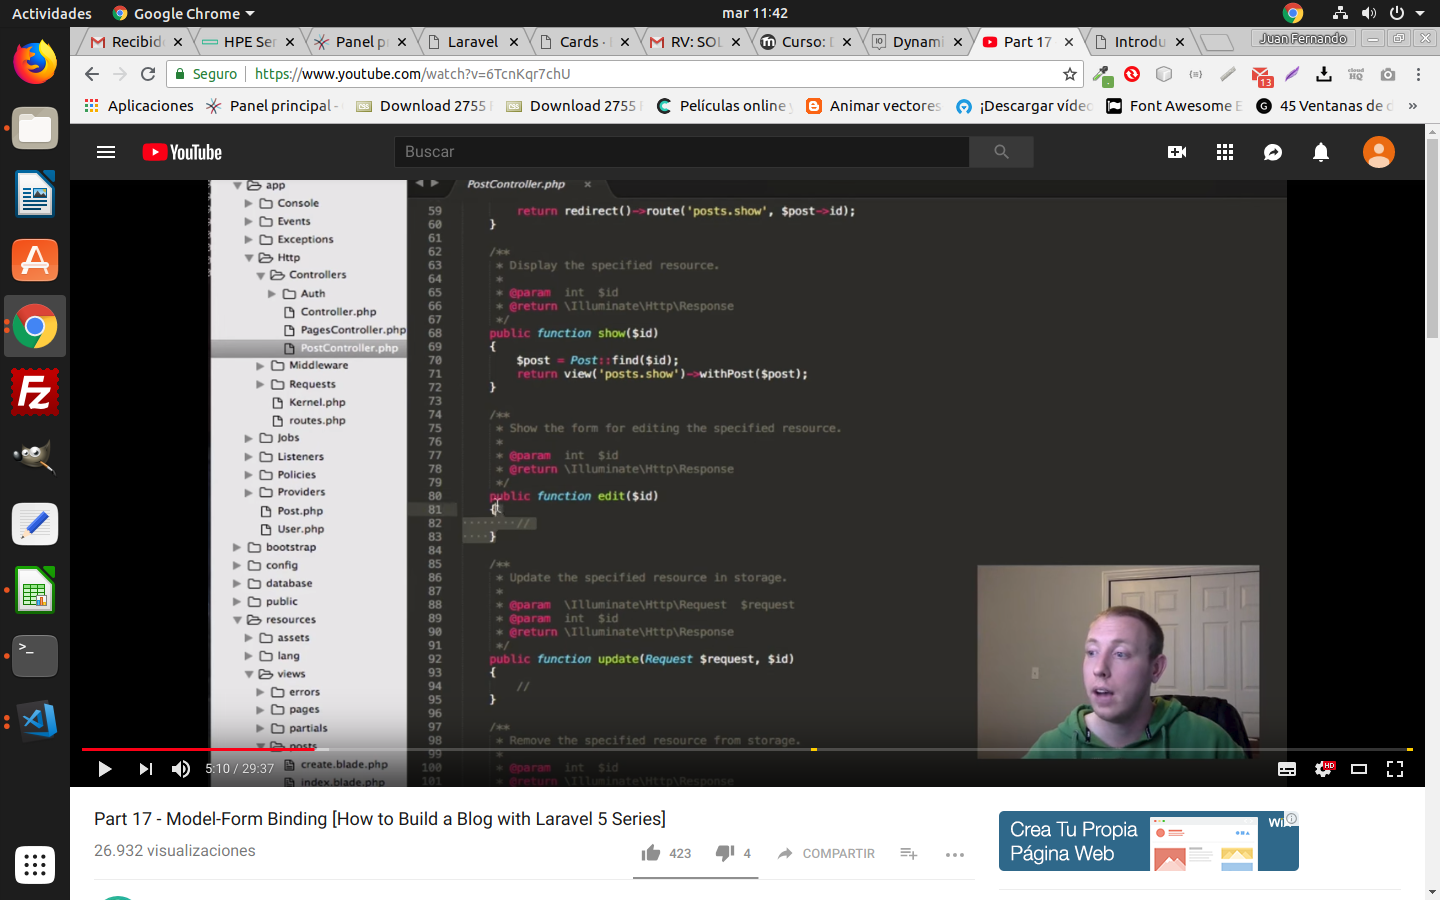 Actividades
Google Chrome
mar 11:42
Recibid
HPE Ser
Panel pr
Laravel
Cards ·
RV: SOL
Curso: D
Dynami
Part 17
Introdu
Juan Fernando
Seguro
https://www.youtube.com/watch?v=6TcnKqr7chU
13
Aplicaciones
Panel principal -
Download 2755
Download 2755
Películas online y
Animar vectores
¡Descargar vídeo
Font Awesome E
45 Ventanas de d
»
YouTube
Buscar
app
Console
Events
Exceptions
Http
Controllers
Auth
Controller.php
PagesController.php
PostController.php
Middleware
Requests
Kernel.php
routes.php
Jobs
Listeners
Policies
Providers
Post.php
User.php
bootstrap
config
database
public
resources
assets
lang
views
errors
pages
partials
posts
create.blade.php
index.blade.php
PostController.php ×
59 return redirect()->route('posts.show', $post->id);
60 }
61
62 /**
63 * Display the specified resource.
64 *
65 * @param int $id
66 * @return \Illuminate\Http\Response
67 */
68 public function show($id)
69 {
70 $post = Post::find($id);
71 return view('posts.show')->withPost($post);
72 }
73
74 /**
75 * Show the form for editing the specified resource.
76 *
77 * @param int $id
78 * @return \Illuminate\Http\Response
79 */
80 public function edit($id)
81 {
82 //
83 }
84
85 /**
86 * Update the specified resource in storage.
87 *
88 * @param \Illuminate\Http\Request $request
89 * @param int $id
90 * @return \Illuminate\Http\Response
91 */
92 public function update(Request $request, $id)
93 {
94 //
95 }
96
97 /**
98 * Remove the specified resource from storage.
99 *
100 * @param int $id
101 * @return \Illuminate\Http\Response
5:10 / 29:37
HD
Part 17 - Model-Form Binding [How to Build a Blog with Laravel 5 Series]
26.932 visualizaciones
423
4
COMPARTIR
Crea Tu Propia
Página Web
Wix